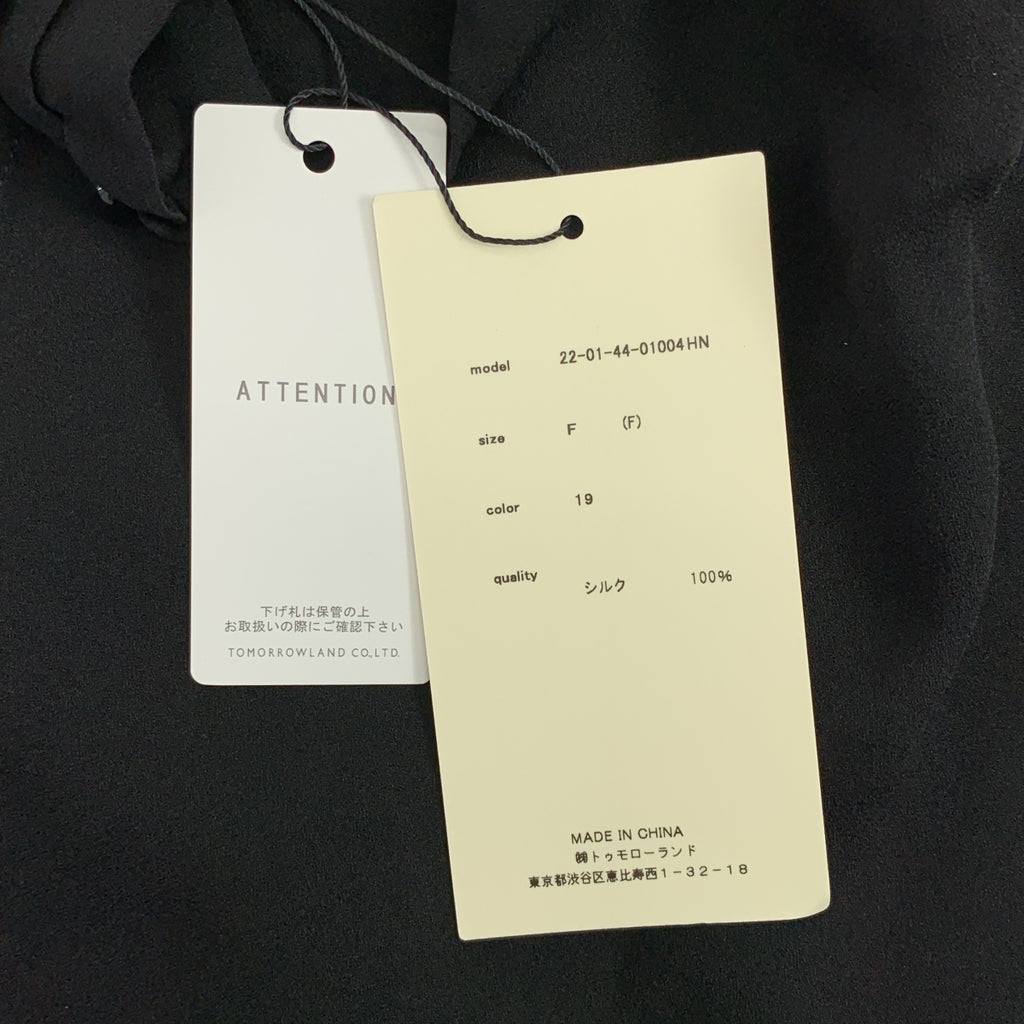 ATTENTION
下げ札は保管の上
お取扱いの際にご確認下さい
TOMORROWLAND CO.,LTD.
model 22-01-44-01004HN
size F (F)
color 19
quality シルク 100%
MADE IN CHINA
㈱トゥモローランド
東京都渋谷区恵比寿西1-32-18